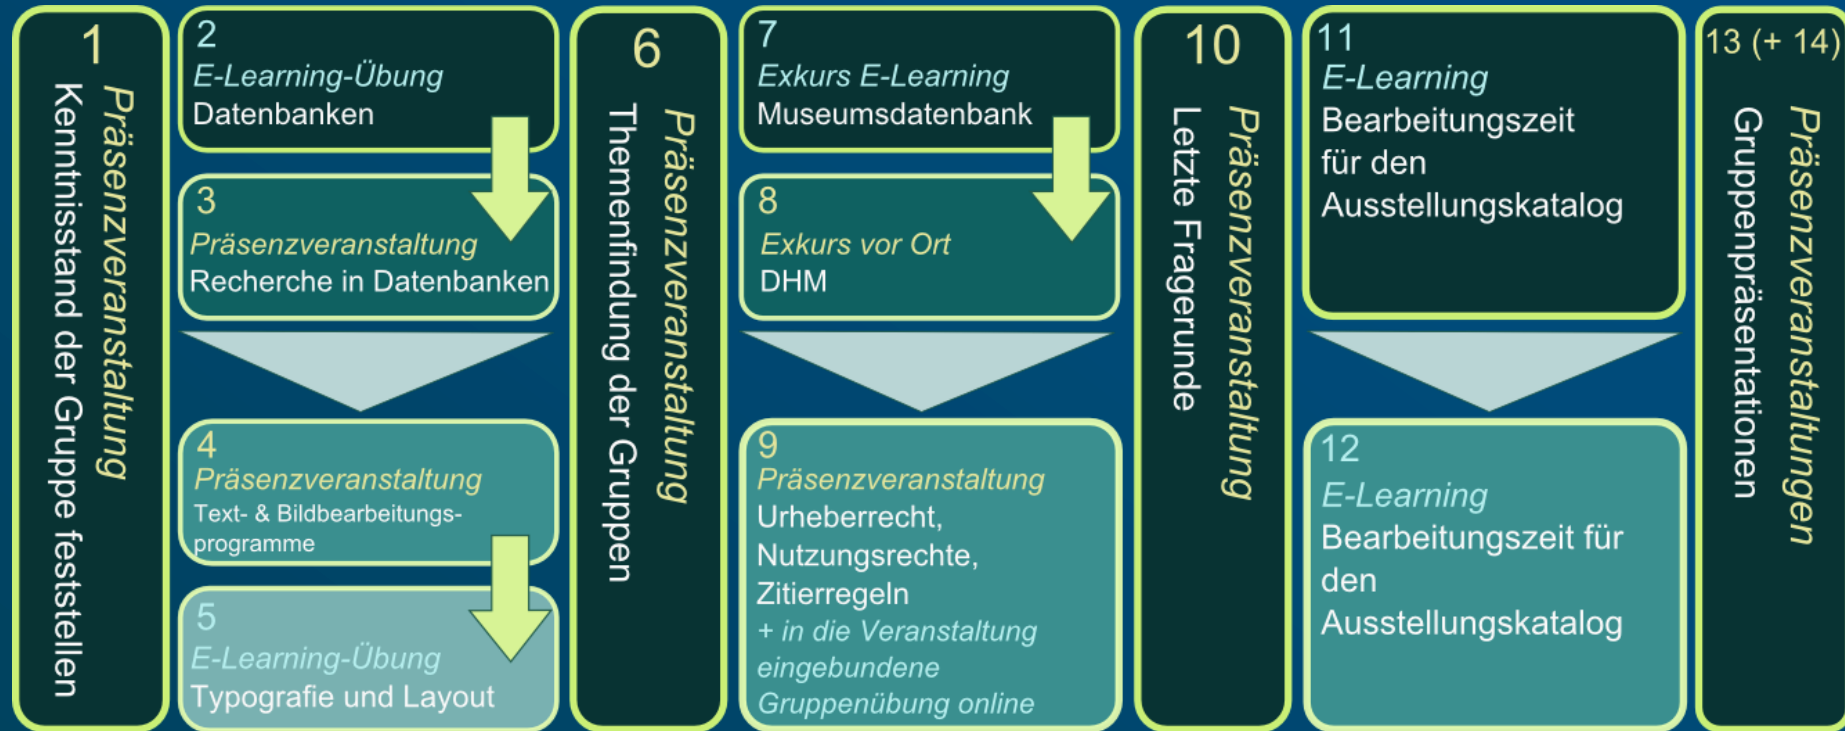 1
Präsenzveranstaltung
Kenntnisstand der Gruppe feststellen
2
E-Learning-Übung
Datenbanken
3
Präsenzveranstaltung
Recherche in Datenbanken
4
Präsenzveranstaltung
Text- & Bildbearbeitungs-
programme
5
E-Learning-Übung
Typografie und Layout
6
Präsenzveranstaltung
Themenfindung der Gruppen
7
Exkurs E-Learning
Museumsdatenbank
8
Exkurs vor Ort
DHM
9
Präsenzveranstaltung
Urheberrecht,
Nutzungsrechte,
Zitierregeln
+ in die Veranstaltung
eingebundene
Gruppenübung online
10
Präsenzveranstaltung
Letzte Fragerunde
11
E-Learning
Bearbeitungszeit
für den
Ausstellungskatalog
12
E-Learning
Bearbeitungszeit für
den
Ausstellungskatalog
13 (+ 14)
Präsenzveranstaltungen
Gruppenpräsentationen